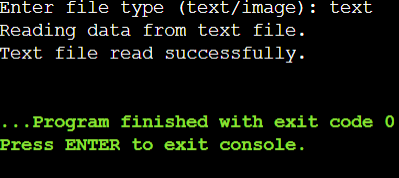 Enter file type (text/image): text
Reading data from text file.
Text file read successfully.
...Program finished with exit code 0
Press ENTER to exit console.